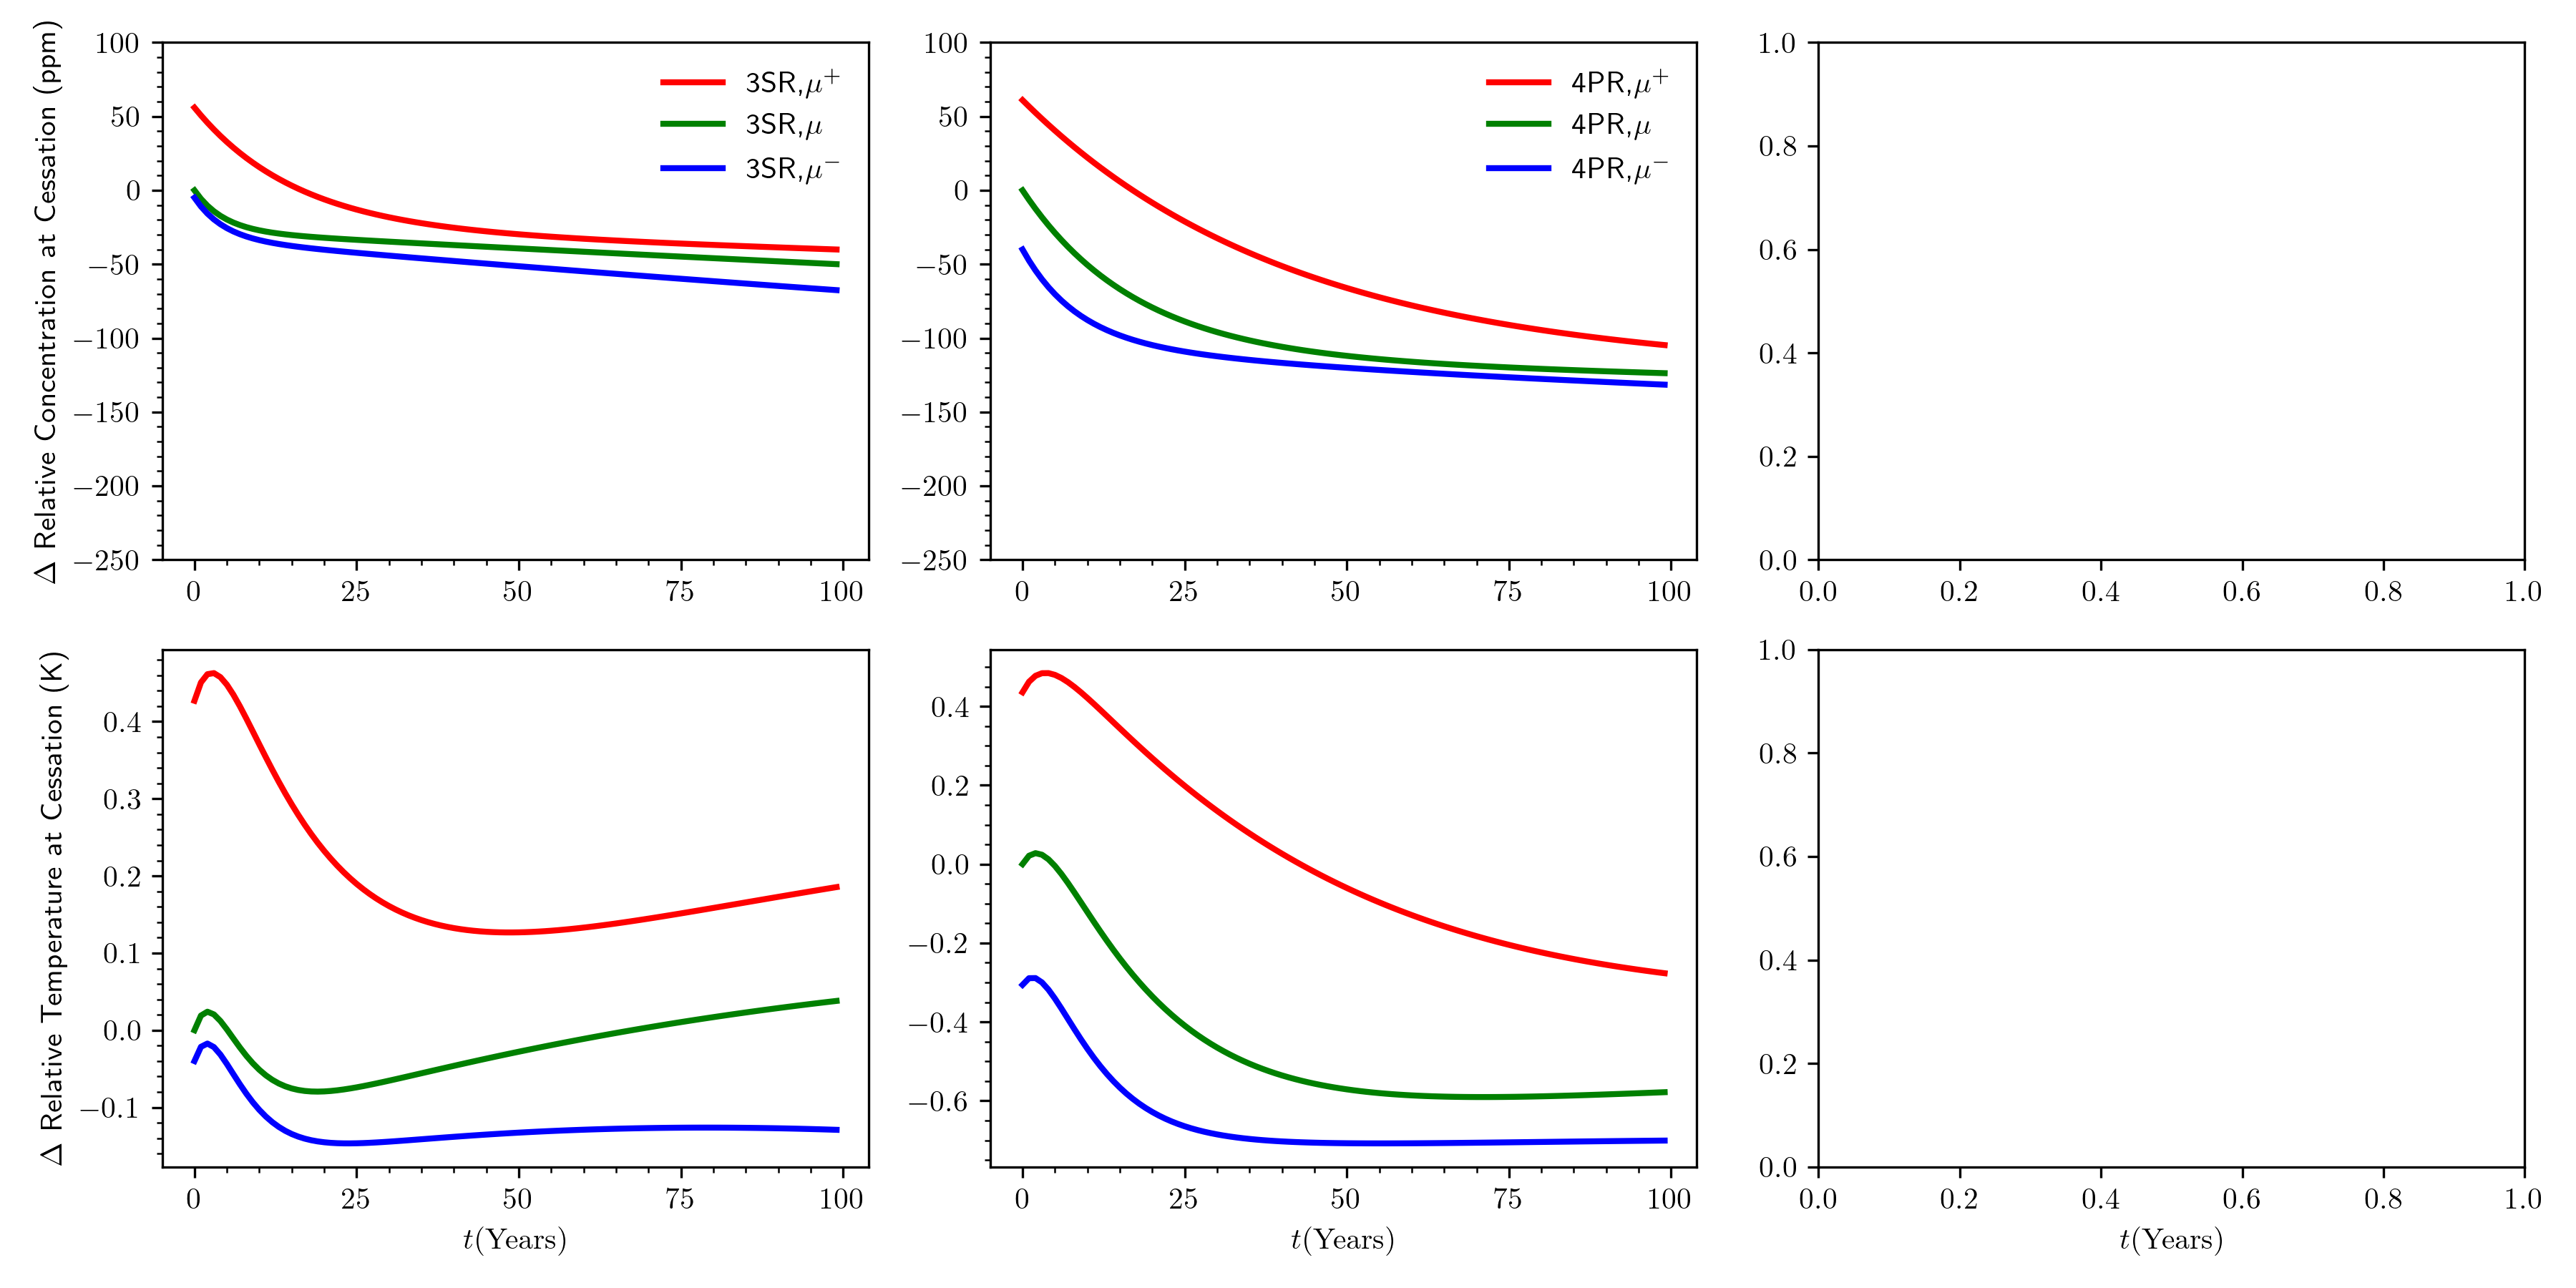 Δ Relative Concentration at Cessation (ppm)
100
50
0
−50
−100
−150
−200
−250
0 25 50 75 100
3SR,μ⁺
3SR,μ
3SR,μ⁻
100
50
0
−50
−100
−150
−200
−250
0 25 50 75 100
4PR,μ⁺
4PR,μ
4PR,μ⁻
1.0
0.8
0.6
0.4
0.2
0.0
0.0 0.2 0.4 0.6 0.8 1.0
Δ Relative Temperature at Cessation (K)
0.4
0.3
0.2
0.1
0.0
−0.1
0 25 50 75 100
t(Years)
0.4
0.2
0.0
−0.2
−0.4
−0.6
0 25 50 75 100
t(Years)
1.0
0.8
0.6
0.4
0.2
0.0
0.0 0.2 0.4 0.6 0.8 1.0
t(Years)